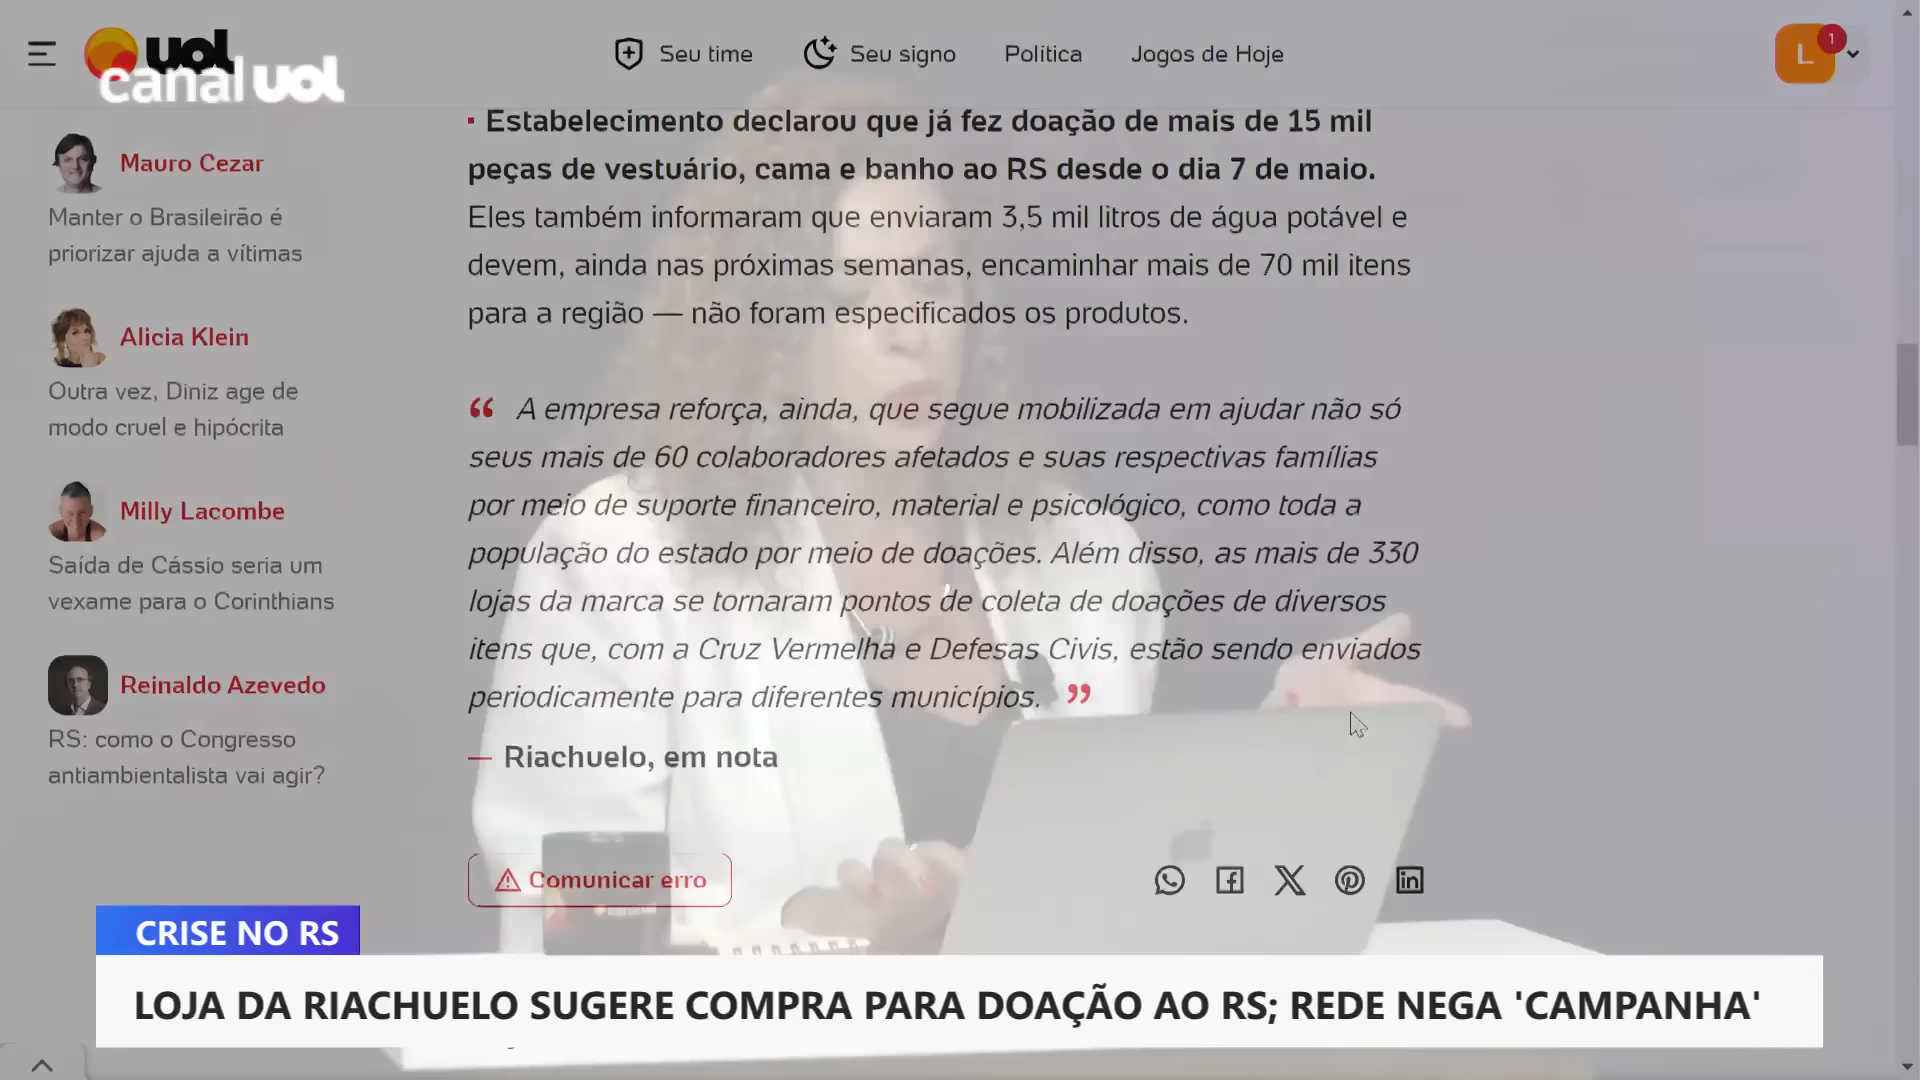 uol
canal uol
Seu time
Seu signo
Política
Jogos de Hoje
L
1
Mauro Cezar
Manter o Brasileirão é
priorizar ajuda a vítimas
Alicia Klein
Outra vez, Diniz age de
modo cruel e hipócrita
Milly Lacombe
Saída de Cássio seria um
vexame para o Corinthians
Reinaldo Azevedo
RS: como o Congresso
antiambientalista vai agir?
Estabelecimento declarou que já fez doação de mais de 15 mil
peças de vestuário, cama e banho ao RS desde o dia 7 de maio.
Eles também informaram que enviaram 3,5 mil litros de água potável e
devem, ainda nas próximas semanas, encaminhar mais de 70 mil itens
para a região — não foram especificados os produtos.
“ A empresa reforça, ainda, que segue mobilizada em ajudar não só
seus mais de 60 colaboradores afetados e suas respectivas famílias
por meio de suporte financeiro, material e psicológico, como toda a
população do estado por meio de doações. Além disso, as mais de 330
lojas da marca se tornaram pontos de coleta de doações de diversos
itens que, com a Cruz Vermelha e Defesas Civis, estão sendo enviados
periodicamente para diferentes municípios. ”
— Riachuelo, em nota
Comunicar erro
CRISE NO RS
LOJA DA RIACHUELO SUGERE COMPRA PARA DOAÇÃO AO RS; REDE NEGA 'CAMPANHA'